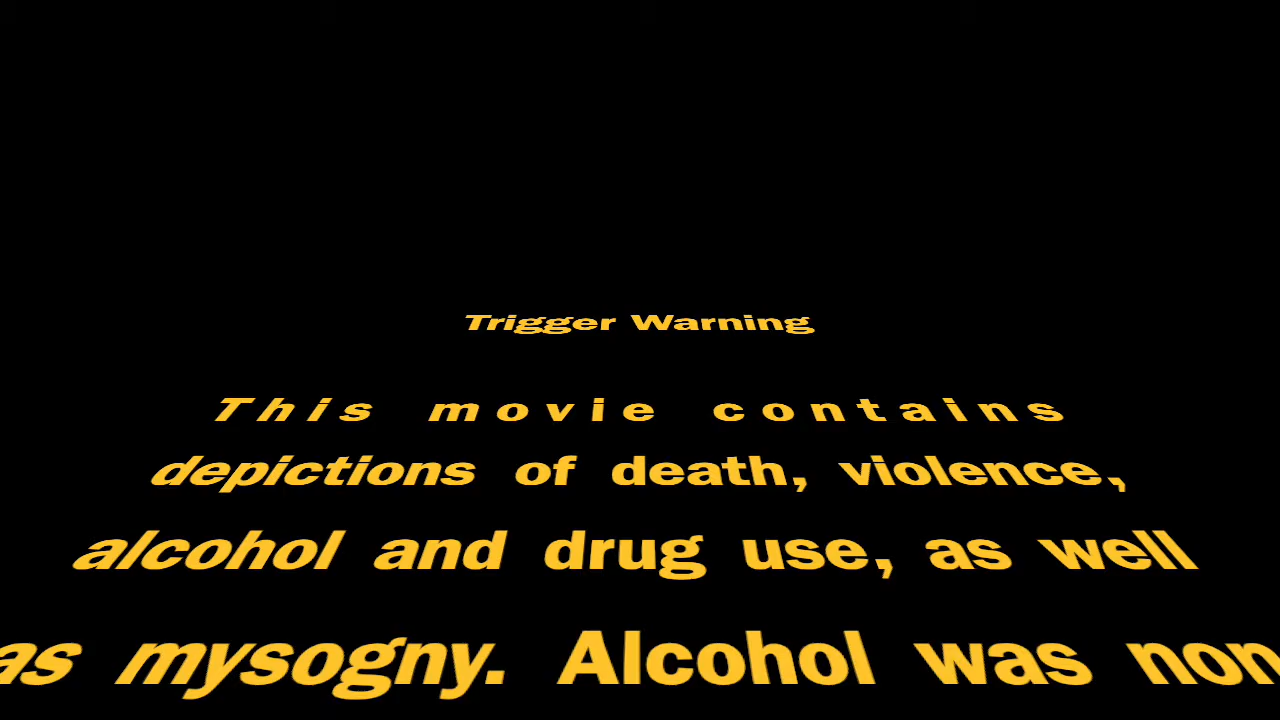 Trigger Warning
This movie contains
depictions of death, violence,
alcohol and drug use, as well
as mysogny. Alcohol was non